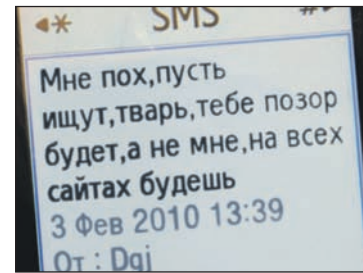 SMS
Мне пох,пусть
ищут,тварь,тебе позор
будет,а не мне,на всех
сайтах будешь
3 Фев 2010 13:39
От : Dgj